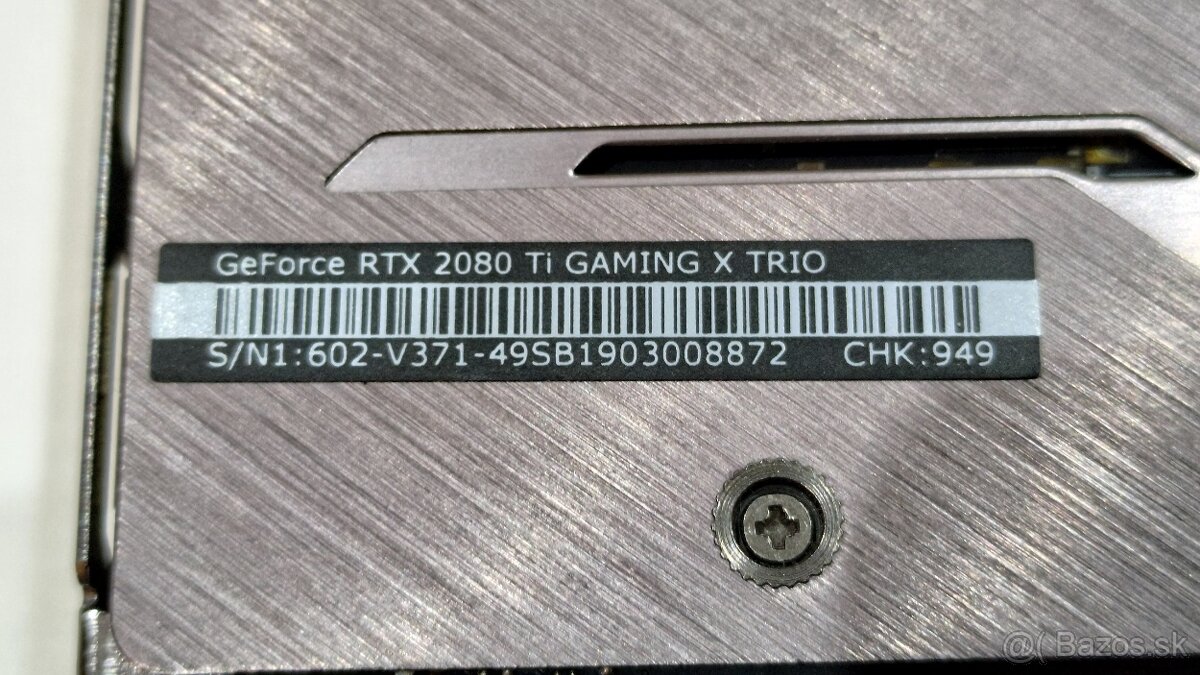 GeForce RTX 2080 Ti GAMING X TRIO
S/N1:602-V371-49SB1903008872 CHK:949
@( Bazos.sk